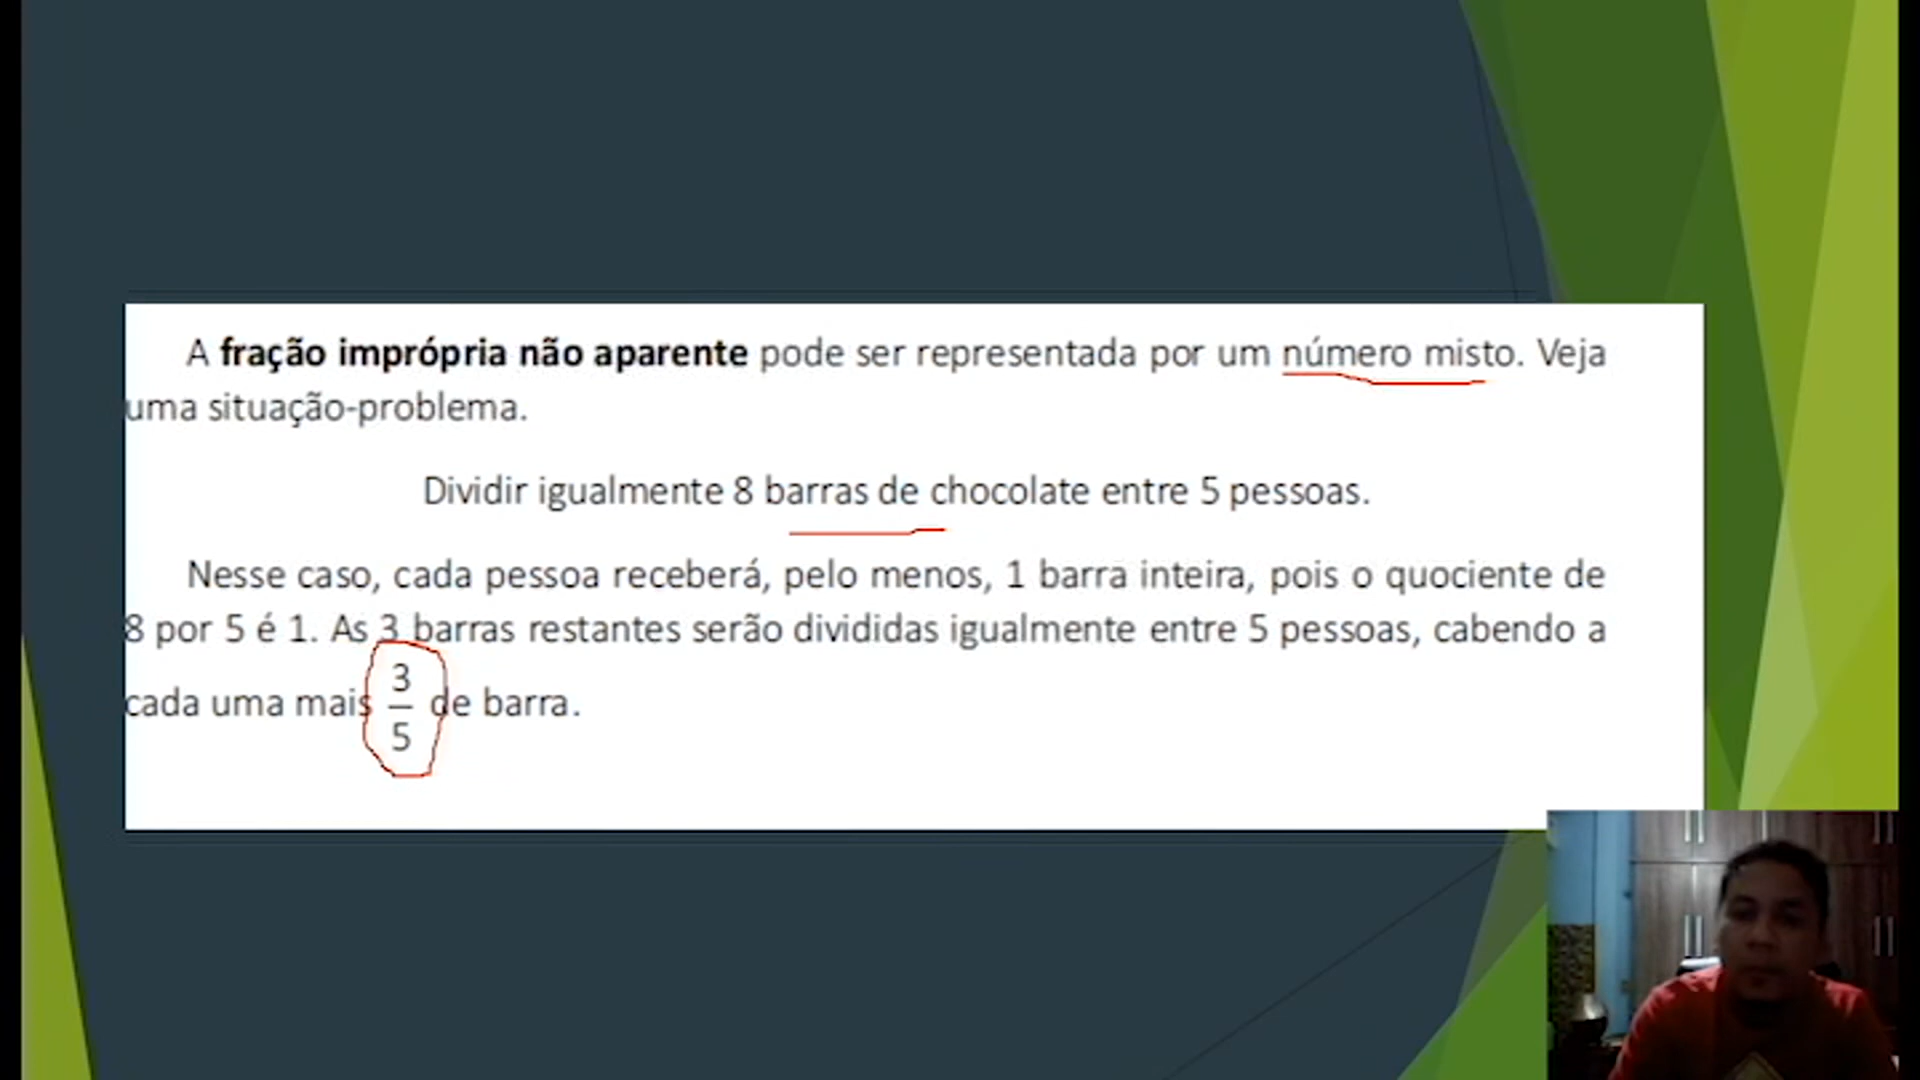 A fração imprópria não aparente pode ser representada por um número misto. Veja
uma situação-problema.
Dividir igualmente 8 barras de chocolate entre 5 pessoas.
Nesse caso, cada pessoa receberá, pelo menos, 1 barra inteira, pois o quociente de
8 por 5 é 1. As 3 barras restantes serão divididas igualmente entre 5 pessoas, cabendo a
cada uma mais 3/5 de barra.